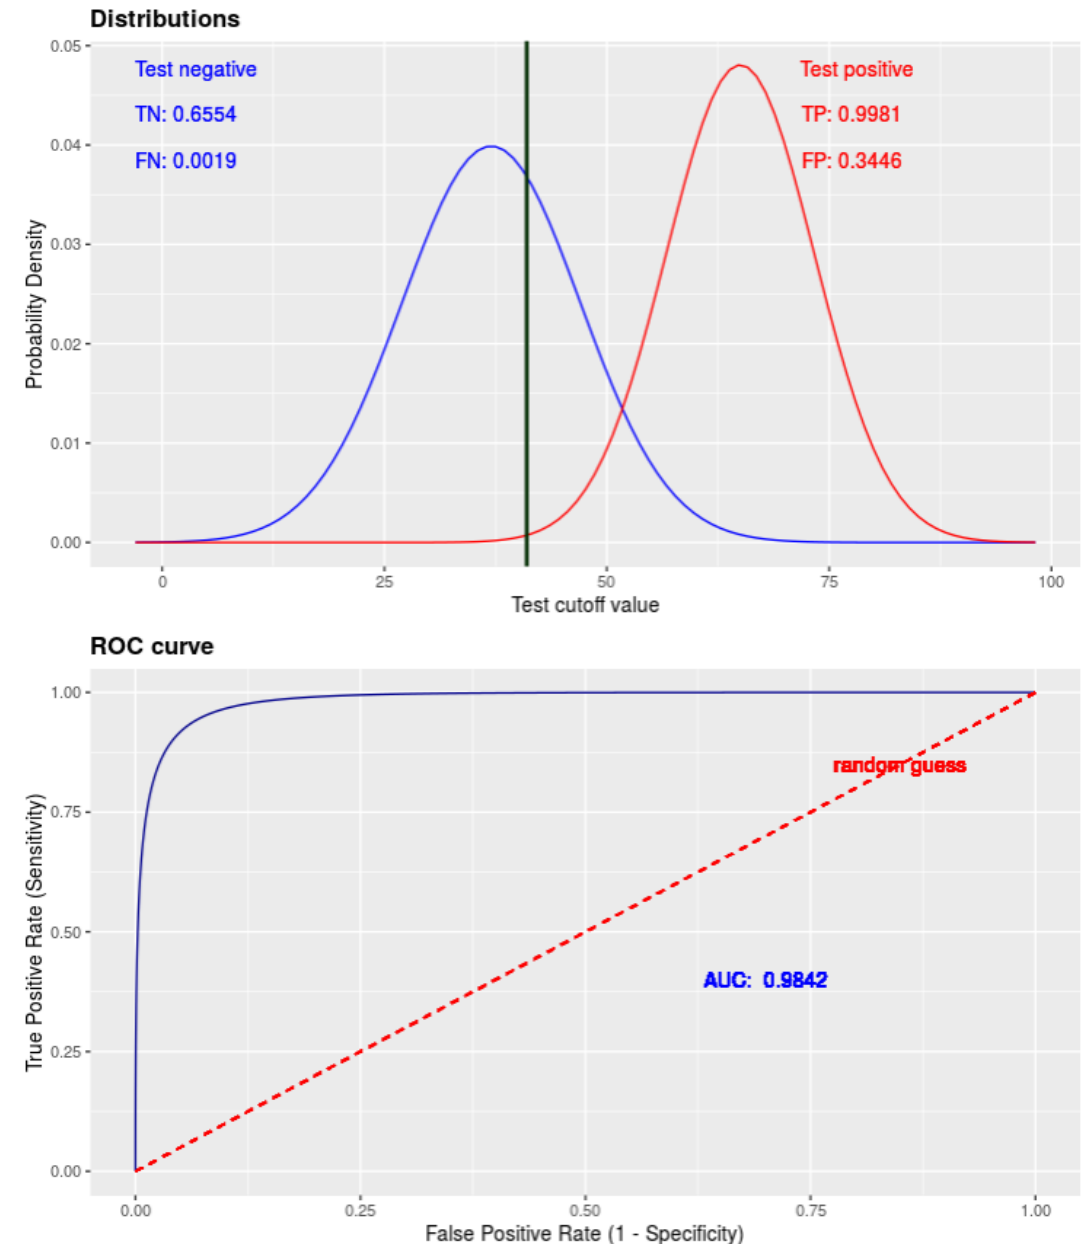 Distributions
0.05
0.04
0.03
0.02
0.01
0.00
Probability Density
Test negative
TN: 0.6554
FN: 0.0019
Test positive
TP: 0.9981
FP: 0.3446
0 25 50 75 100
Test cutoff value
ROC curve
1.00
0.75
0.50
0.25
0.00
True Positive Rate (Sensitivity)
random guess
AUC: 0.9842
0.00 0.25 0.50 0.75 1.00
False Positive Rate (1 - Specificity)